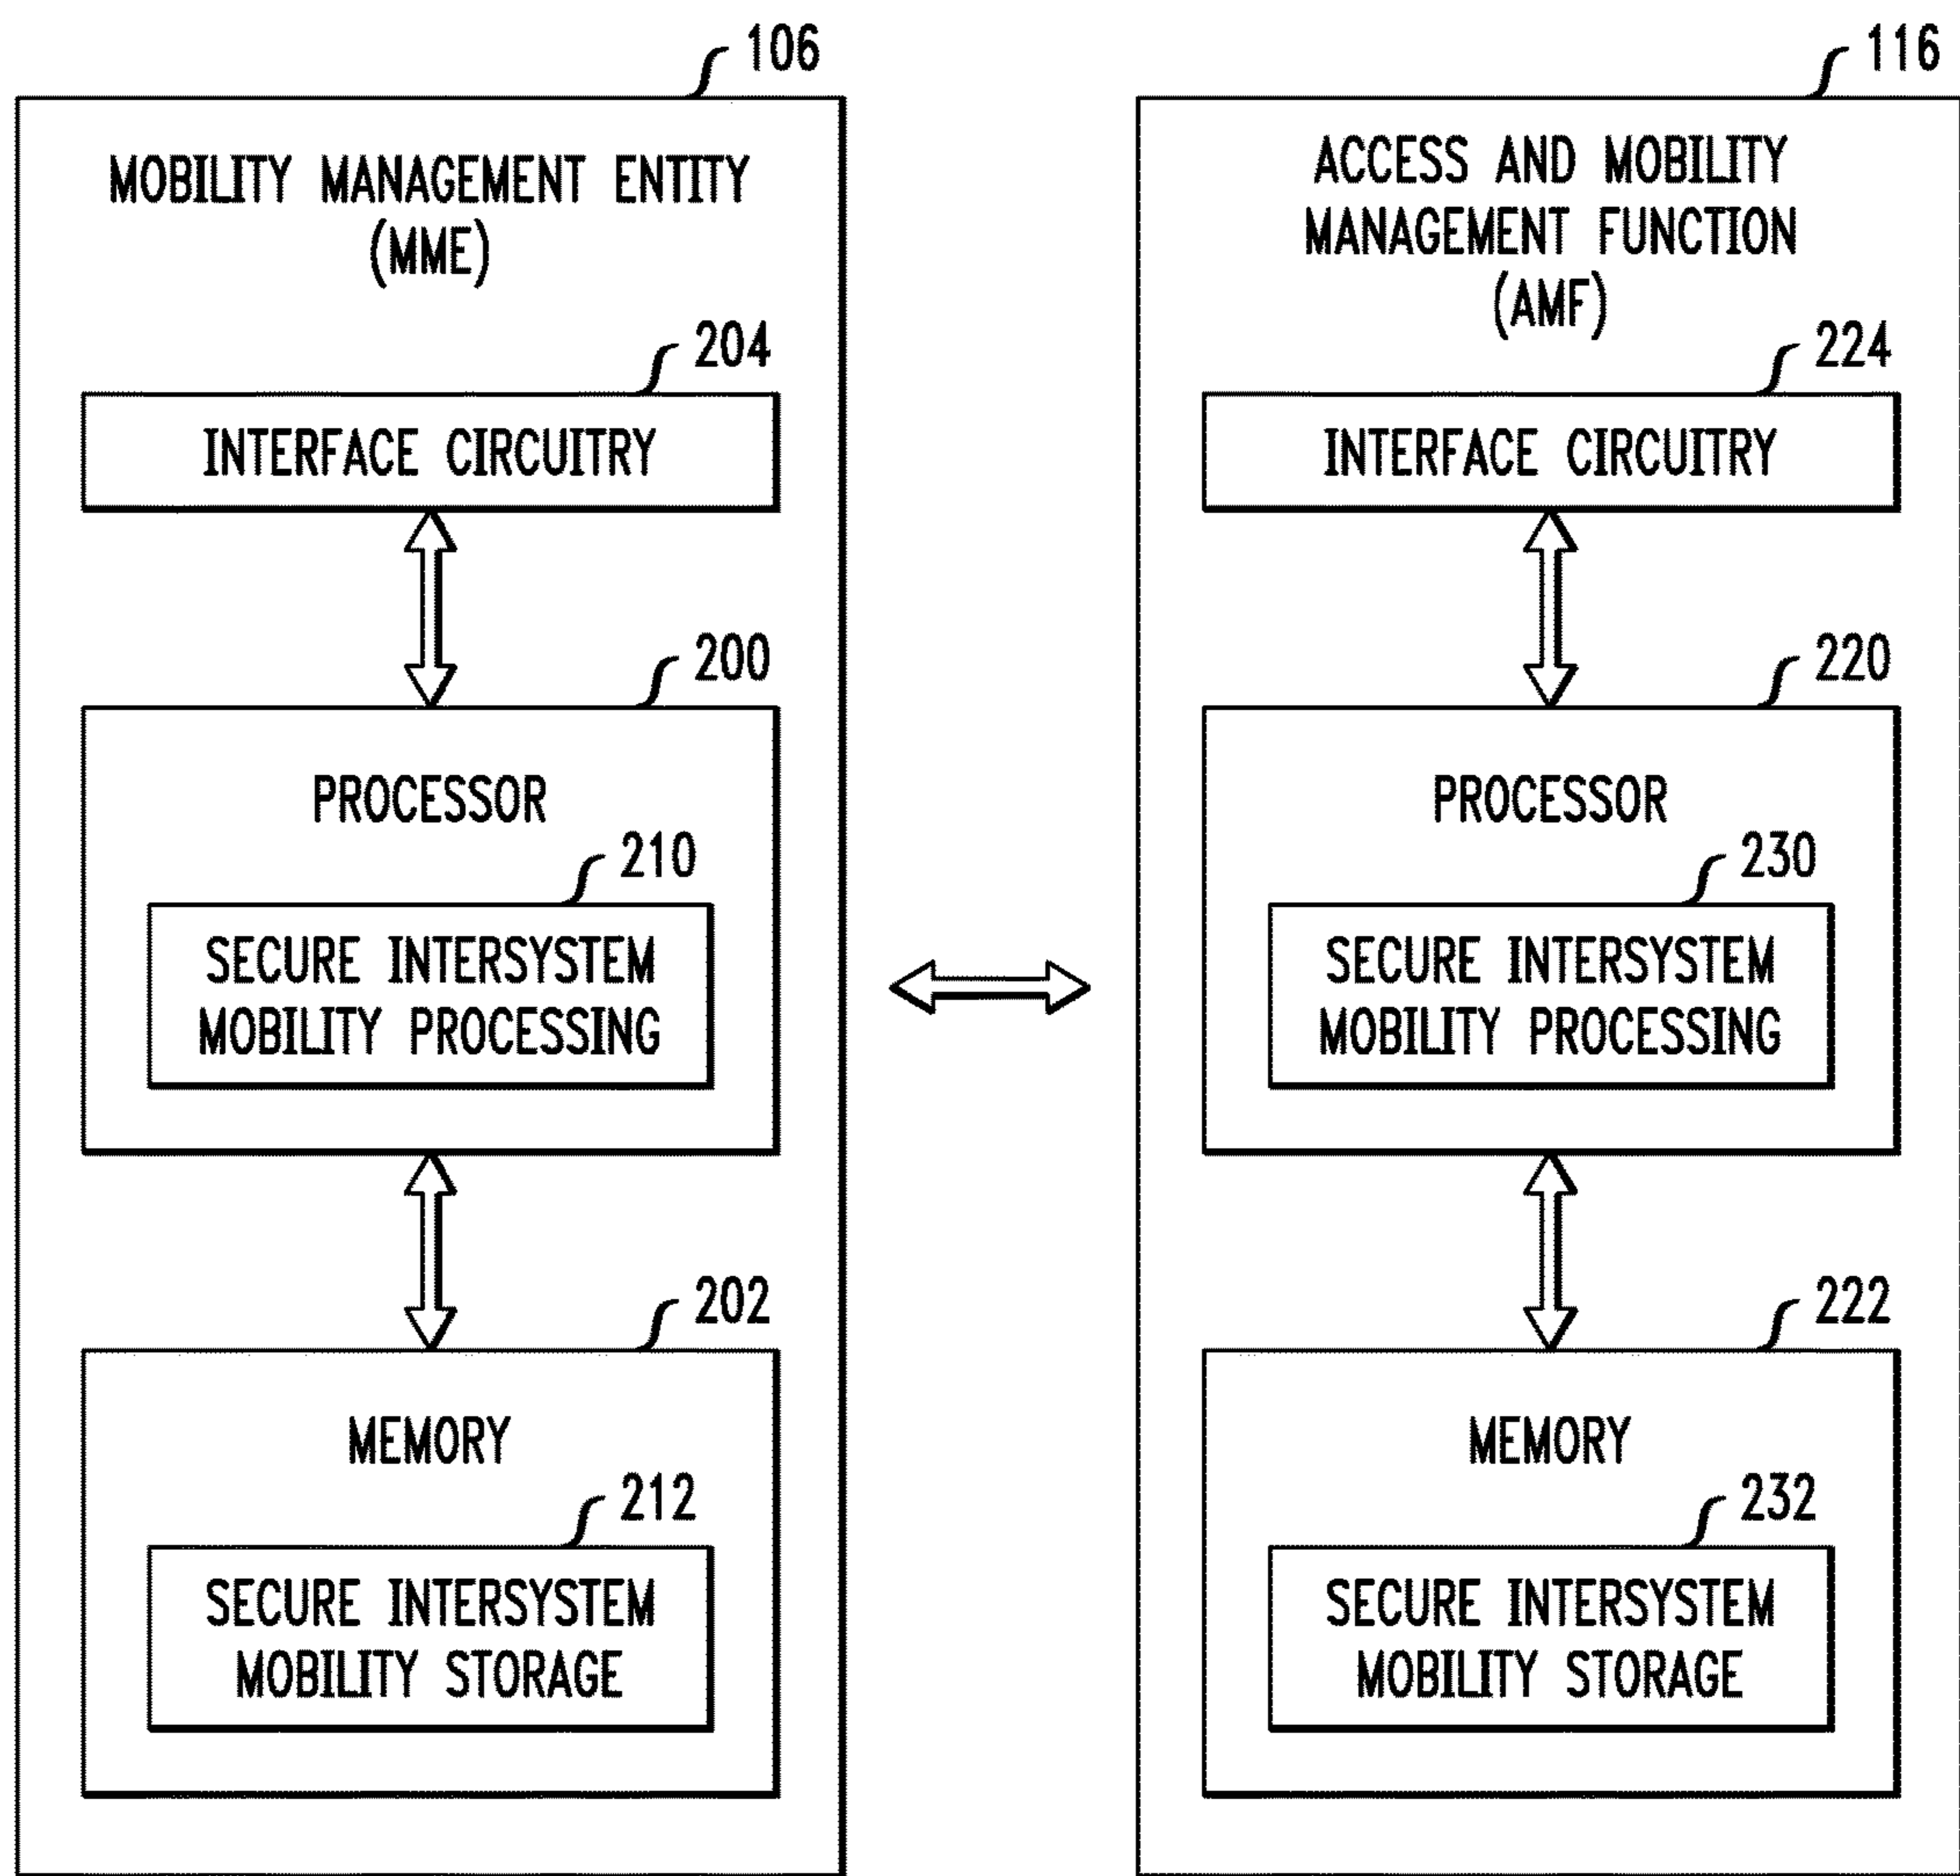 106
MOBILITY MANAGEMENT ENTITY
(MME)
204
INTERFACE CIRCUITRY
200
PROCESSOR
210
SECURE INTERSYSTEM
MOBILITY PROCESSING
202
MEMORY
212
SECURE INTERSYSTEM
MOBILITY STORAGE
116
ACCESS AND MOBILITY
MANAGEMENT FUNCTION
(AMF)
224
INTERFACE CIRCUITRY
220
PROCESSOR
230
SECURE INTERSYSTEM
MOBILITY PROCESSING
222
MEMORY
232
SECURE INTERSYSTEM
MOBILITY STORAGE